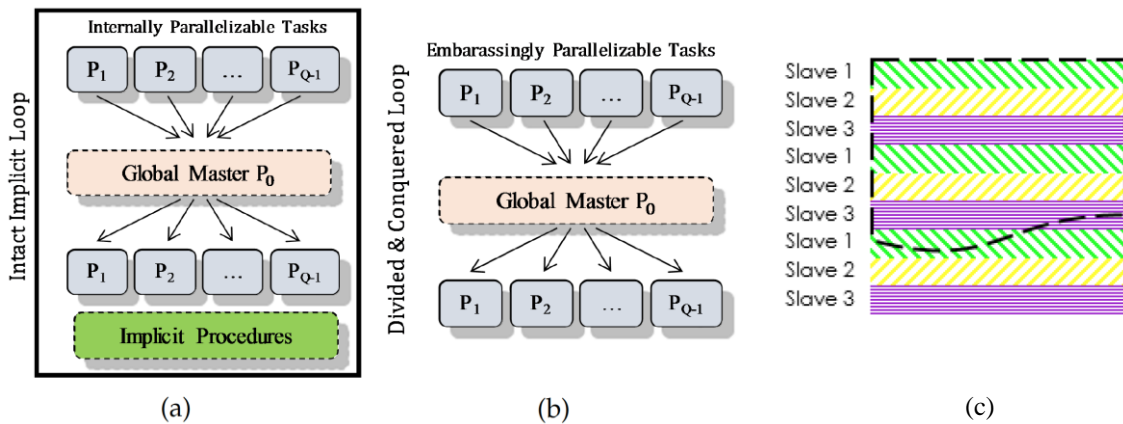 Internally Parallelizable Tasks
P1 P2 ... PQ-1
Global Master P0
P1 P2 ... PQ-1
Implicit Procedures
Intact Implicit Loop
(a)
Embarassingly Parallelizable Tasks
P1 P2 ... PQ-1
Global Master P0
P1 P2 ... PQ-1
Divided & Conquered Loop
(b)
Slave 1
Slave 2
Slave 3
Slave 1
Slave 2
Slave 3
Slave 1
Slave 2
Slave 3
(c)